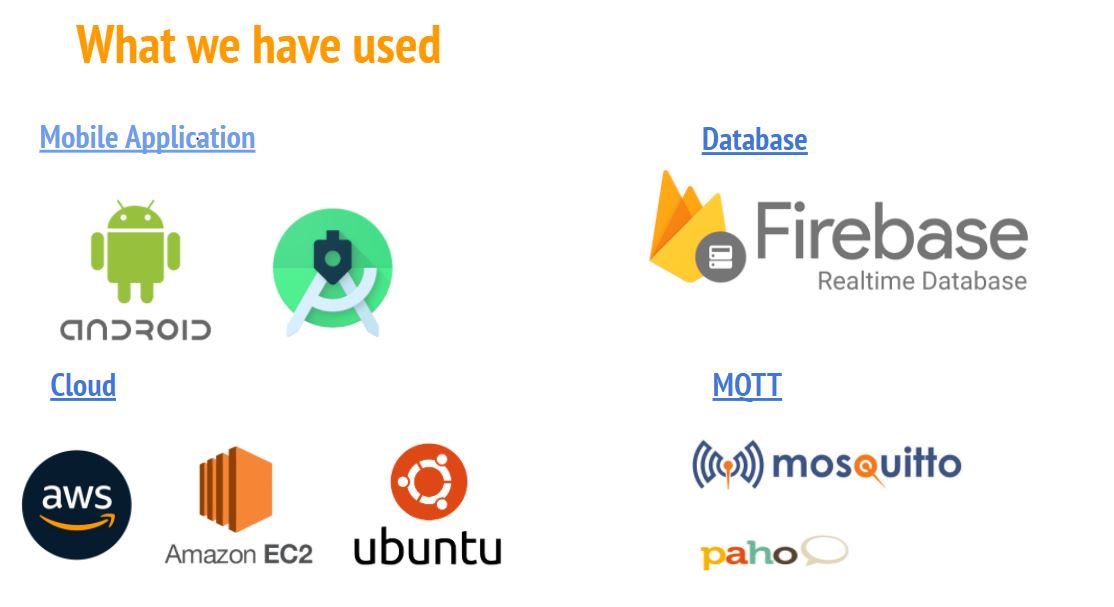 What we have used
Mobile Application
Database
ANDROID
Firebase
Realtime Database
Cloud
MQTT
aws
Amazon EC2
ubuntu
mosquitto
paho